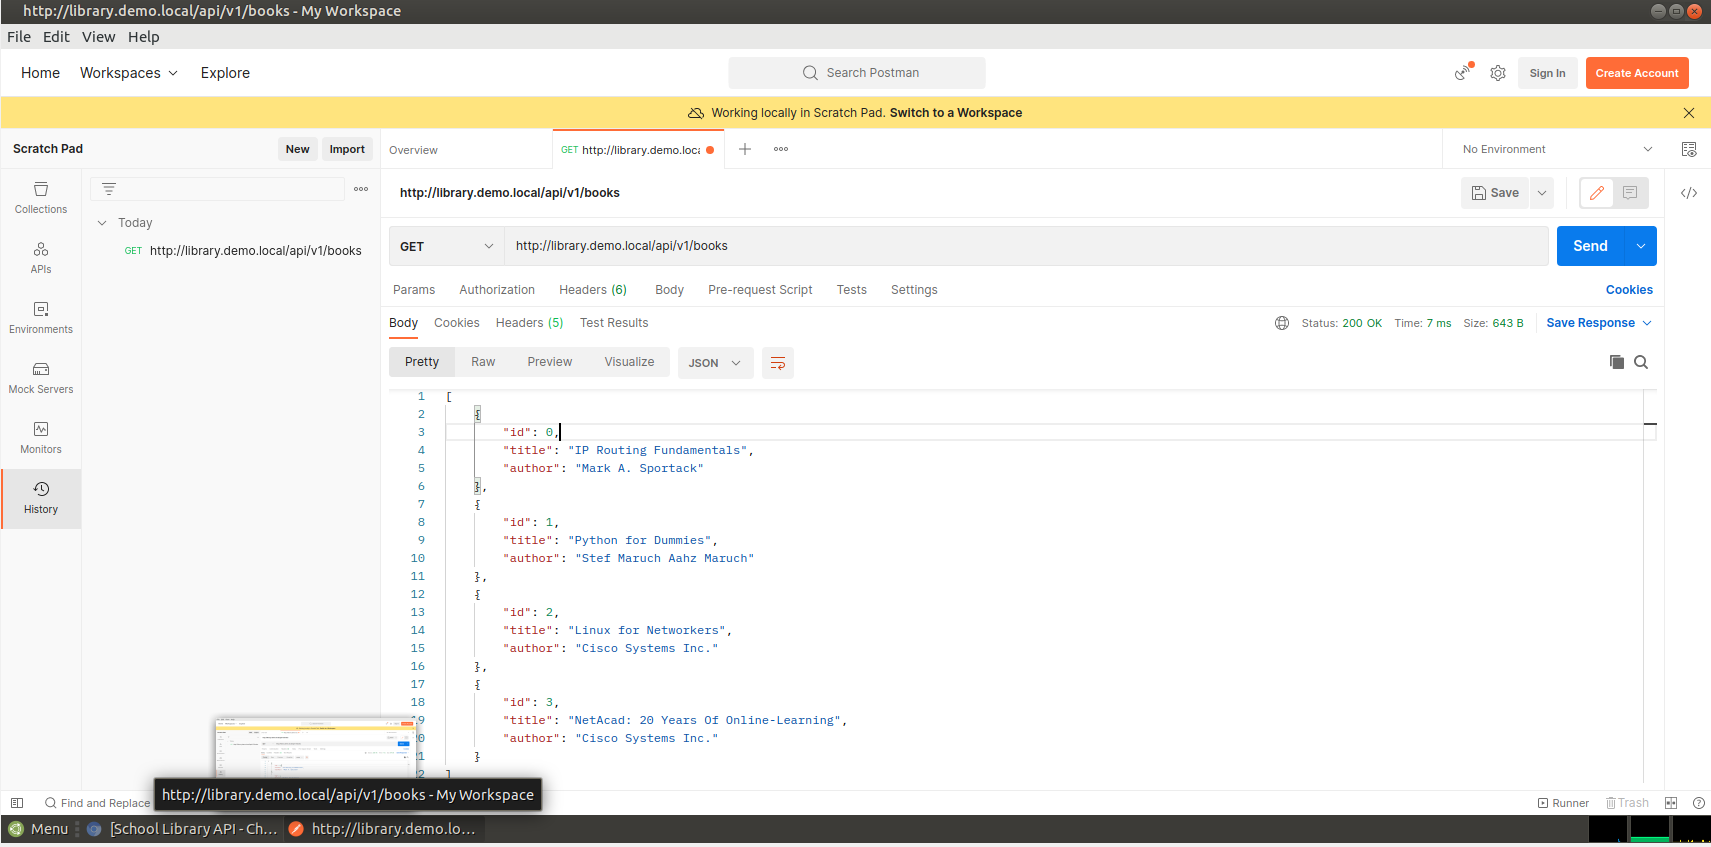 http://library.demo.local/api/v1/books - My Workspace
File Edit View Help
Home Workspaces Explore Search Postman Sign In Create Account
Working locally in Scratch Pad. Switch to a Workspace
Scratch Pad New Import Overview GET http://library.demo.loca No Environment
http://library.demo.local/api/v1/books Save
Collections
Today
GET http://library.demo.local/api/v1/books
APIs
Environments
Mock Servers
Monitors
History
GET http://library.demo.local/api/v1/books Send
Params Authorization Headers (6) Body Pre-request Script Tests Settings Cookies
Body Cookies Headers (5) Test Results Status: 200 OK Time: 7 ms Size: 643 B Save Response
Pretty Raw Preview Visualize JSON
1 [
2 {
3 "id": 0,
4 "title": "IP Routing Fundamentals",
5 "author": "Mark A. Sportack"
6 },
7 {
8 "id": 1,
9 "title": "Python for Dummies",
10 "author": "Stef Maruch Aahz Maruch"
11 },
12 {
13 "id": 2,
14 "title": "Linux for Networkers",
15 "author": "Cisco Systems Inc."
16 },
17 {
18 "id": 3,
19 "title": "NetAcad: 20 Years Of Online-Learning",
20 "author": "Cisco Systems Inc."
21 }
22 ]
http://library.demo.local/api/v1/books - My Workspace
Find and Replace Runner Trash
Menu [School Library API - Ch... http://library.demo.lo...